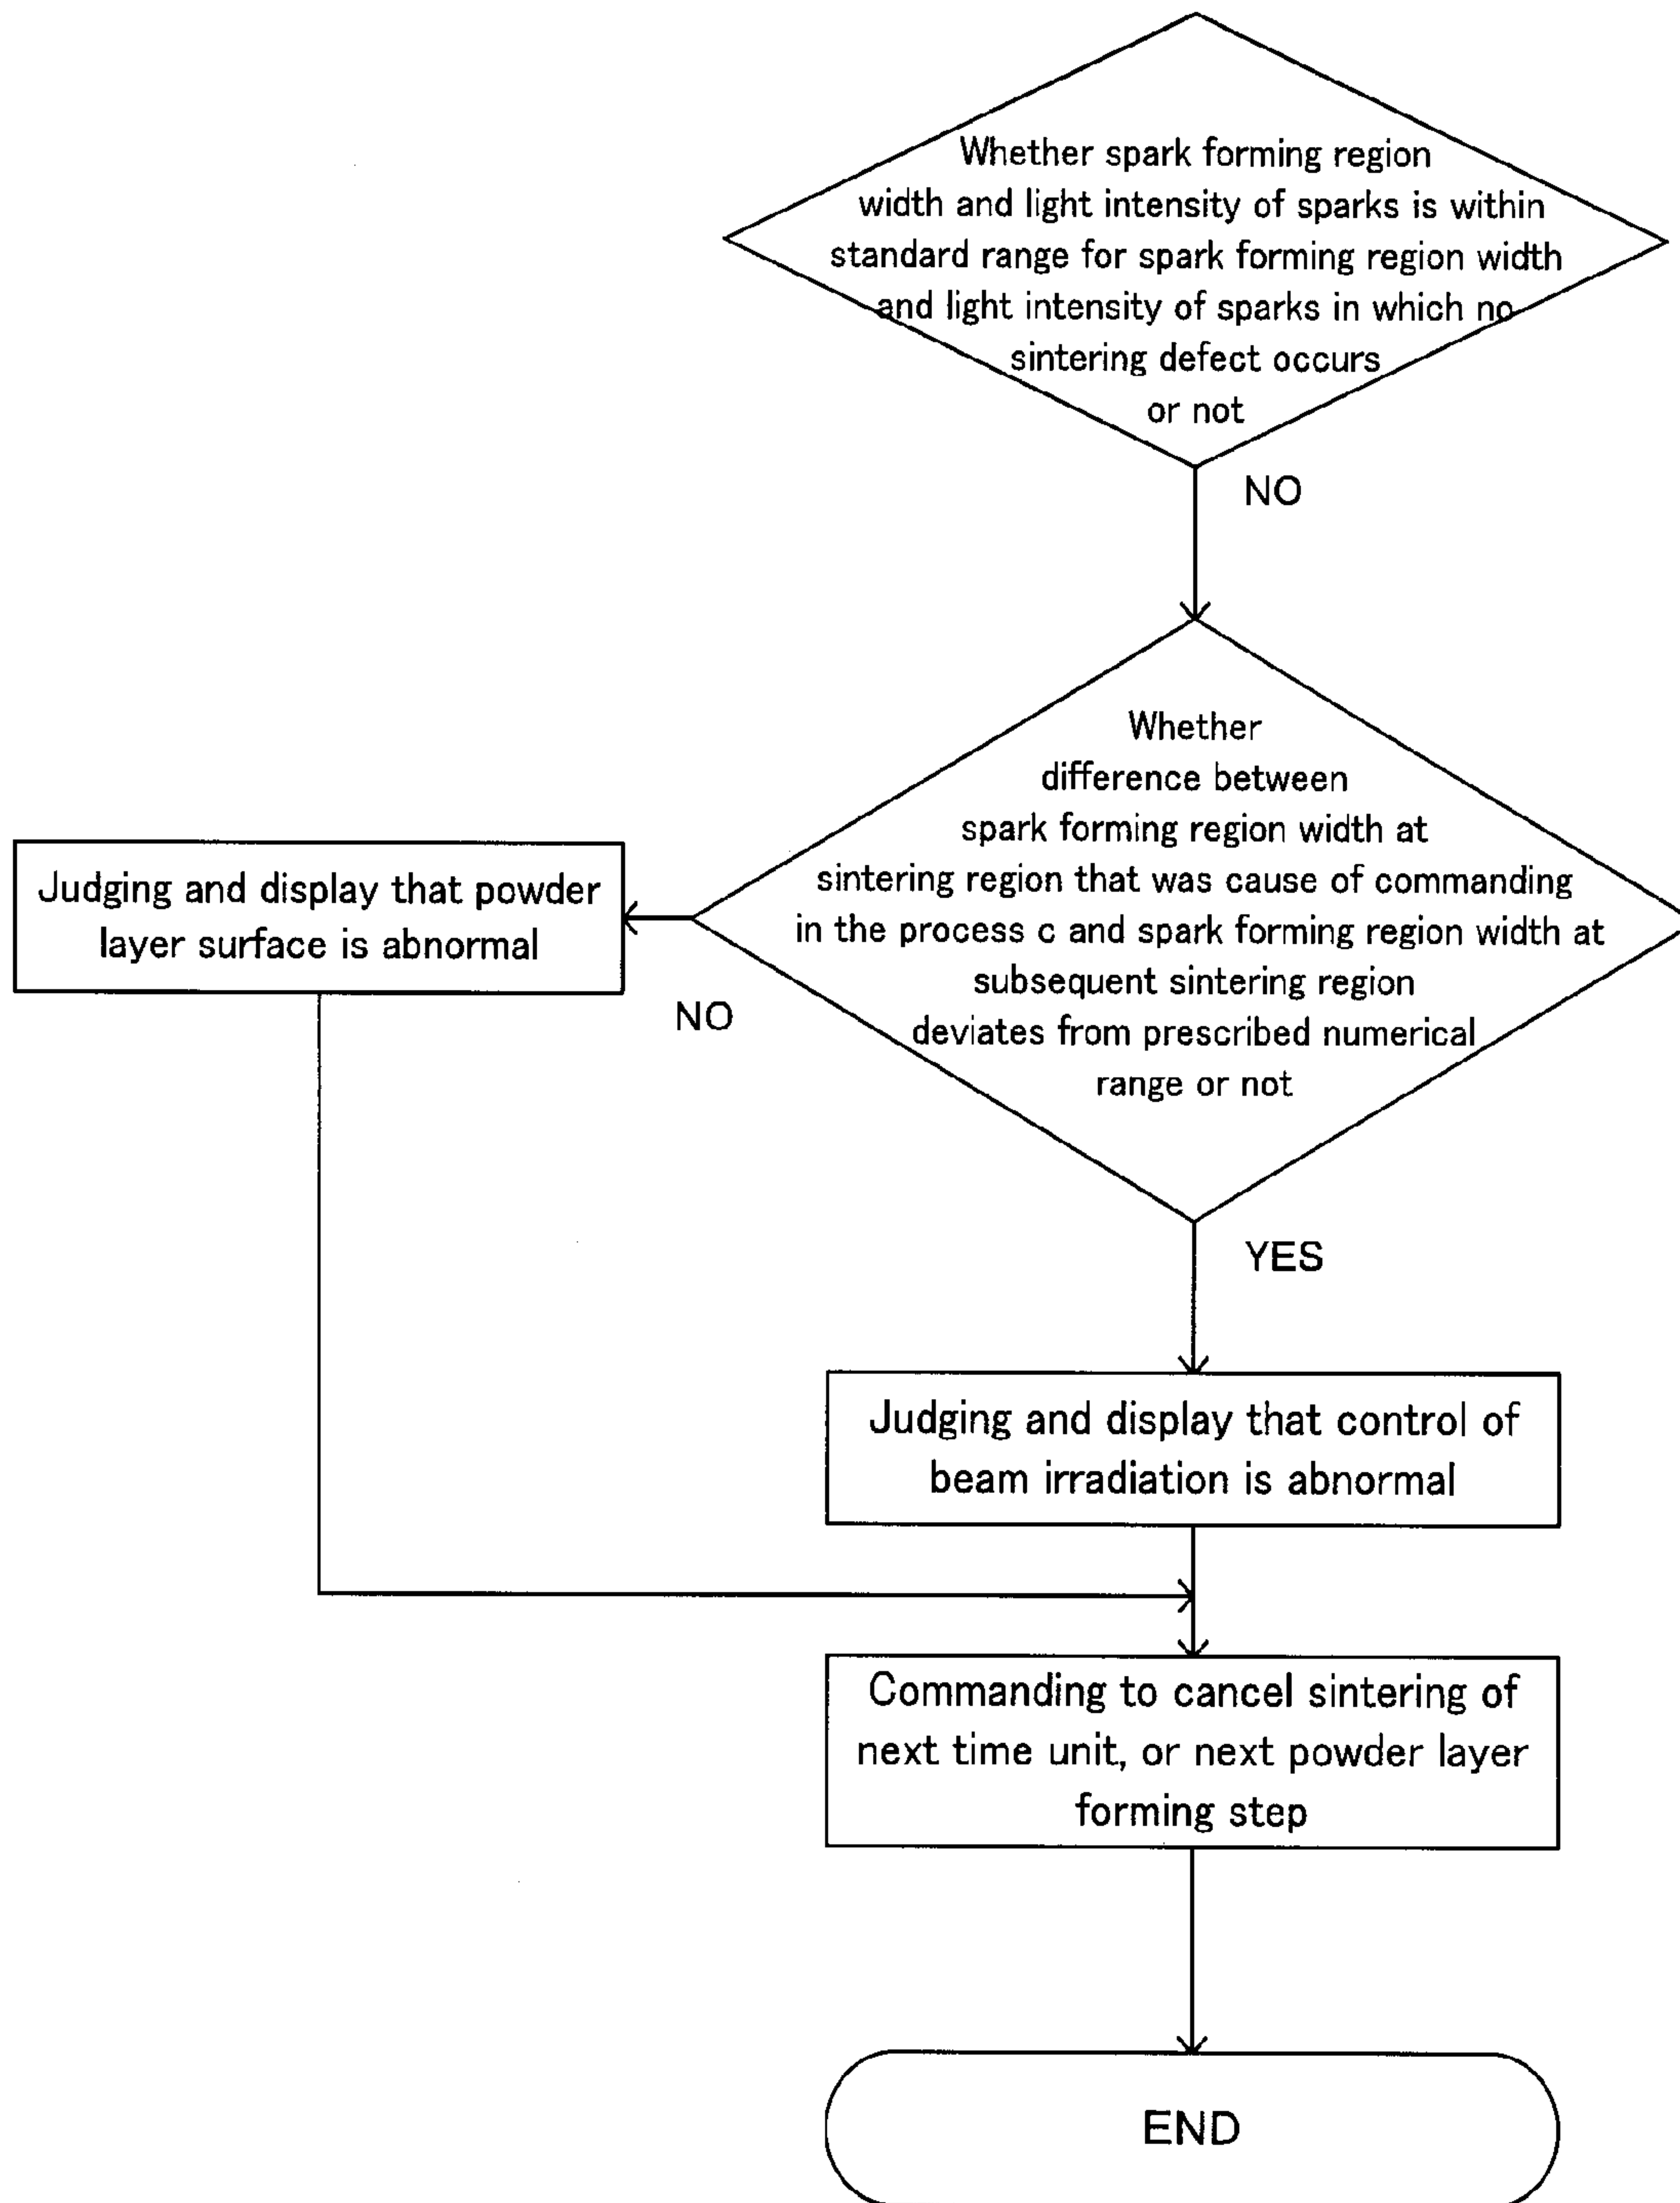 Whether spark forming region
width and light intensity of sparks is within
standard range for spark forming region width
and light intensity of sparks in which no
sintering defect occurs
or not
NO
Whether
difference between
spark forming region width at
sintering region that was cause of commanding
in the process c and spark forming region width at
subsequent sintering region
deviates from prescribed numerical
range or not
Judging and display that powder
layer surface is abnormal
NO
YES
Judging and display that control of
beam irradiation is abnormal
Commanding to cancel sintering of
next time unit, or next powder layer
forming step
END